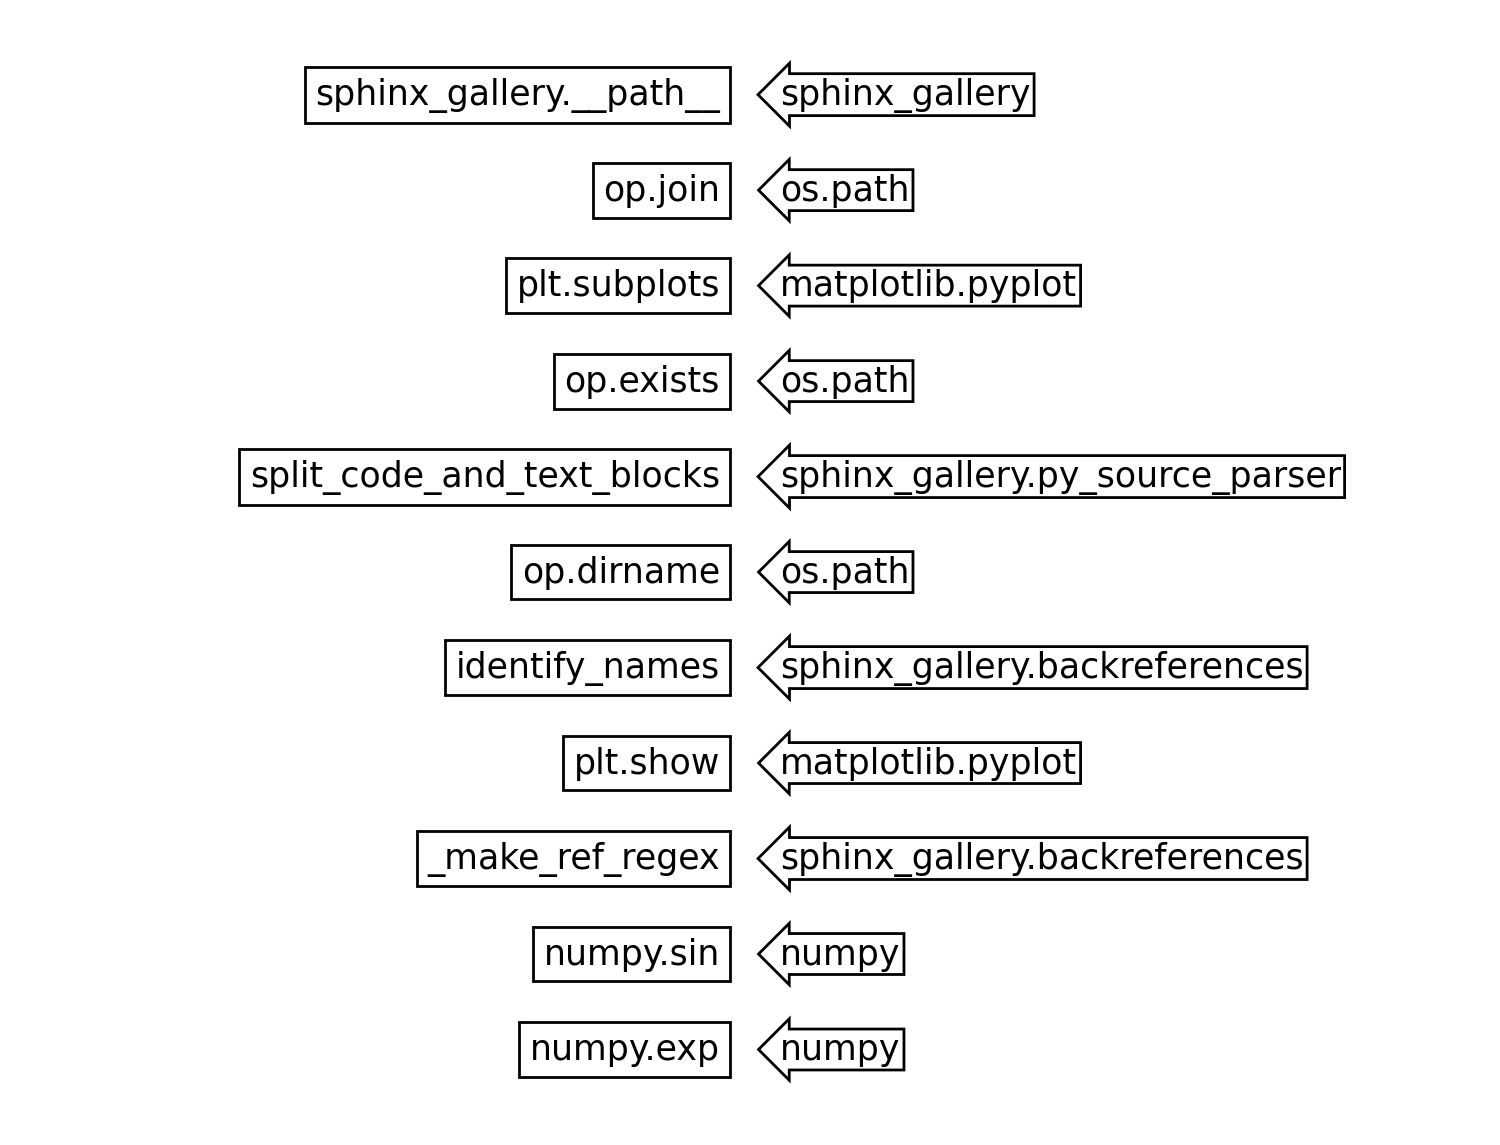 sphinx_gallery.__path__ sphinx_gallery
op.join os.path
plt.subplots matplotlib.pyplot
op.exists os.path
split_code_and_text_blocks sphinx_gallery.py_source_parser
op.dirname os.path
identify_names sphinx_gallery.backreferences
plt.show matplotlib.pyplot
_make_ref_regex sphinx_gallery.backreferences
numpy.sin numpy
numpy.exp numpy